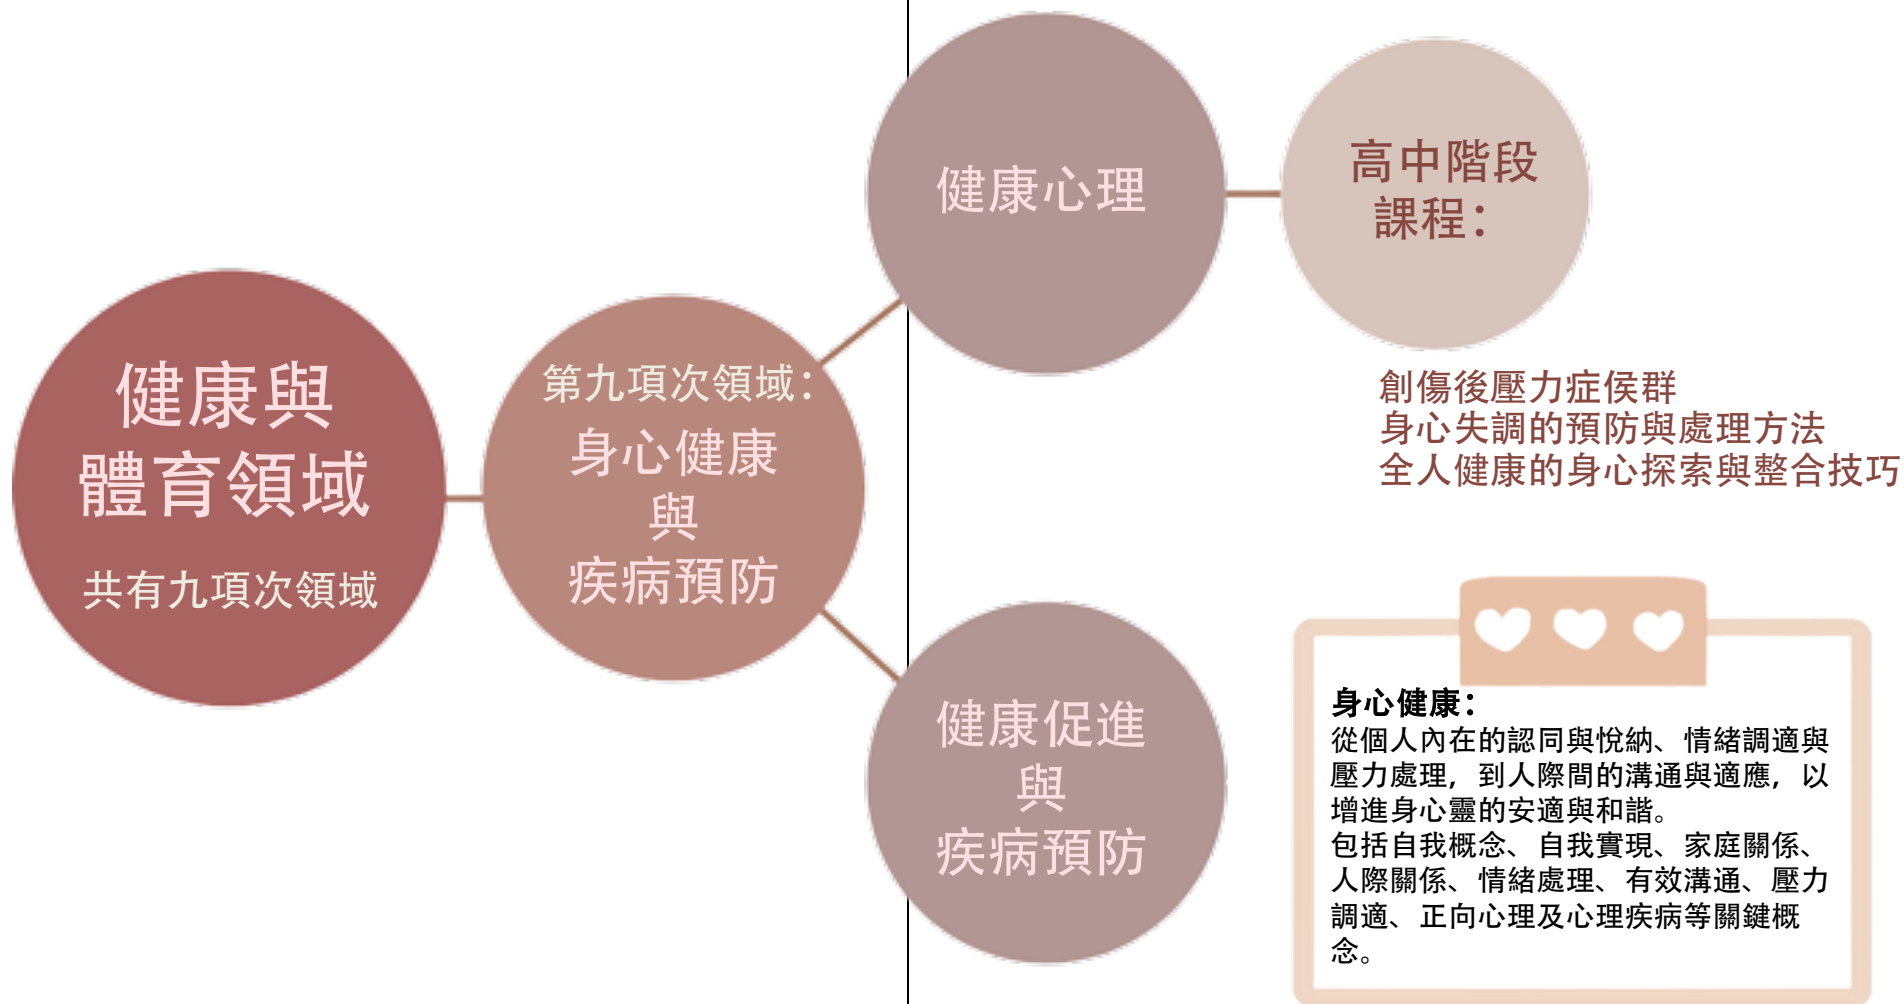 健康與
體育領域
共有九項次領域
第九項次領域：
身心健康
與
疾病預防
健康心理
高中階段
課程：
創傷後壓力症侯群
身心失調的預防與處理方法
全人健康的身心探索與整合技巧
健康促進
與
疾病預防
身心健康：
從個人內在的認同與悅納、情緒調適與
壓力處理，到人際間的溝通與適應，以
增進身心靈的安適與和諧。
包括自我概念、自我實現、家庭關係、
人際關係、情緒處理、有效溝通、壓力
調適、正向心理及心理疾病等關鍵概
念。